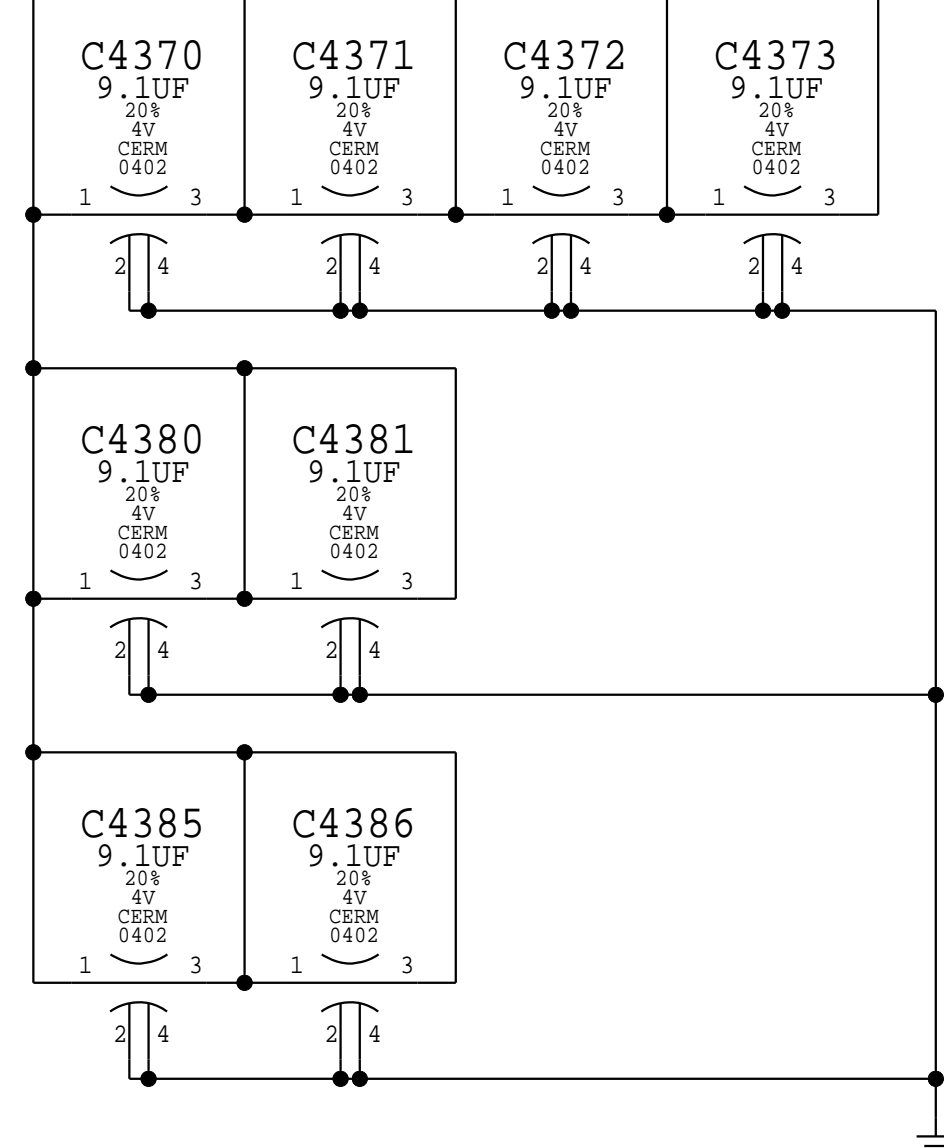 C4370 C4371 C4372 C4373
9.1UF 9.1UF 9.1UF 9.1UF
20% 20% 20% 20%
4V 4V 4V 4V
CERM CERM CERM CERM
0402 0402 0402 0402
1 3 1 3 1 3 1 3
2 4 2 4 2 4 2 4
C4380 C4381
9.1UF 9.1UF
20% 20%
4V 4V
CERM CERM
0402 0402
1 3 1 3
2 4 2 4
C4385 C4386
9.1UF 9.1UF
20% 20%
4V 4V
CERM CERM
0402 0402
1 3 1 3
2 4 2 4